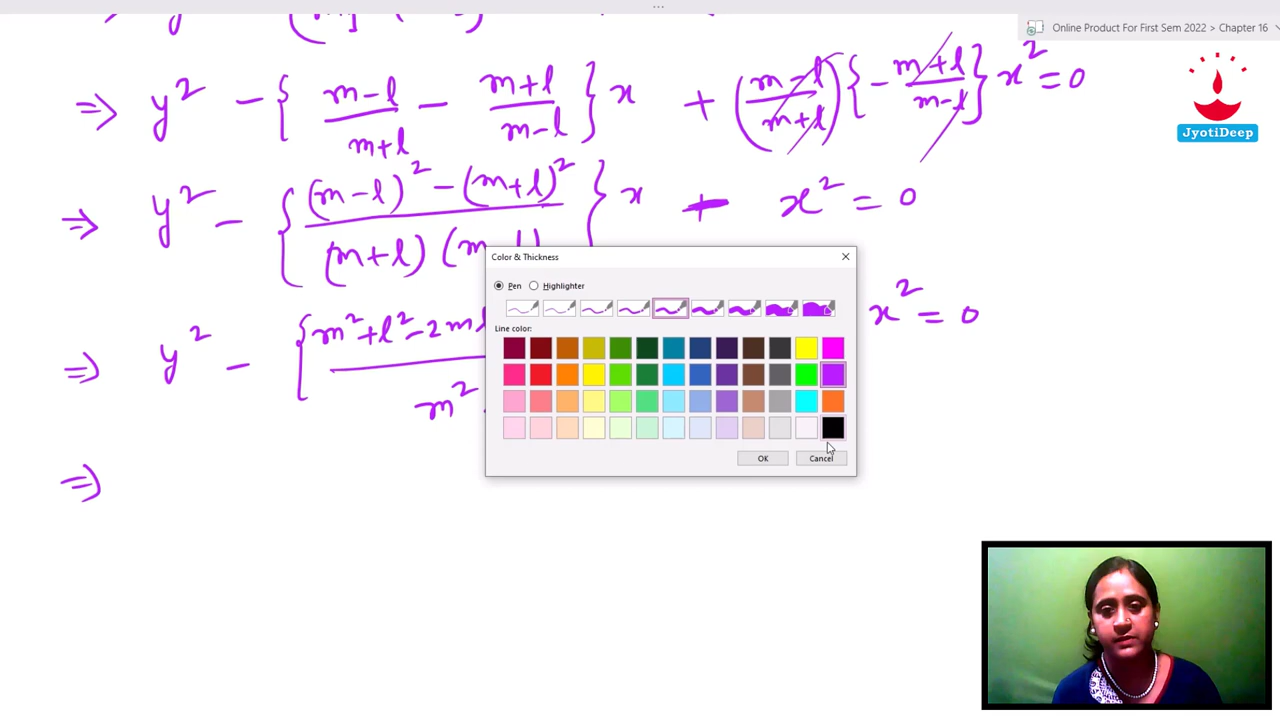 Online Product For First Sem 2022 > Chapter 16
JyotiDeep
⇒ y² - { (m-l)/(m+l) - (m+l)/(m-l) } x + ( (m-l)/(m+l) ) { - (m+l)/(m-l) } x² = 0
⇒ y² - { ((m-l)² - (m+l)²) / ((m+l) (m-l) } x + x² = 0
⇒ y² - { m² + l² - 2ml
m²
x² = 0
⇒
Color & Thickness
Pen Highlighter
Line color:
OK Cancel